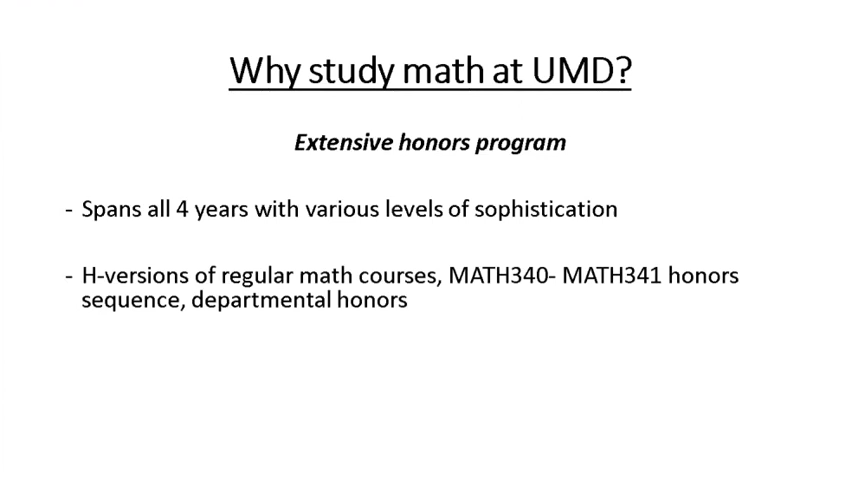 Why study math at UMD?
Extensive honors program
- Spans all 4 years with various levels of sophistication
- H-versions of regular math courses, MATH340- MATH341 honors
sequence, departmental honors